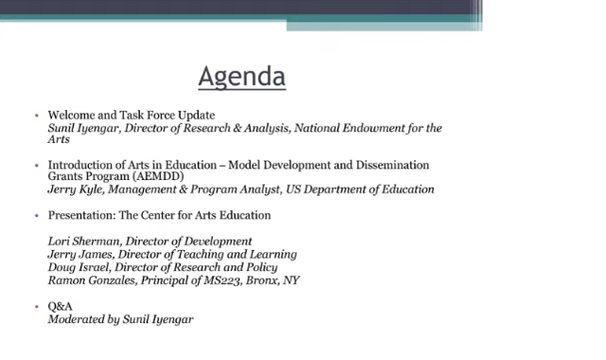 Agenda
• Welcome and Task Force Update
Sunil Iyengar, Director of Research & Analysis, National Endowment for the
Arts
• Introduction of Arts in Education – Model Development and Dissemination
Grants Program (AEMDD)
Jerry Kyle, Management & Program Analyst, US Department of Education
• Presentation: The Center for Arts Education
Lori Sherman, Director of Development
Jerry James, Director of Teaching and Learning
Doug Israel, Director of Research and Policy
Ramon Gonzales, Principal of MS223, Bronx, NY
• Q&A
Moderated by Sunil Iyengar